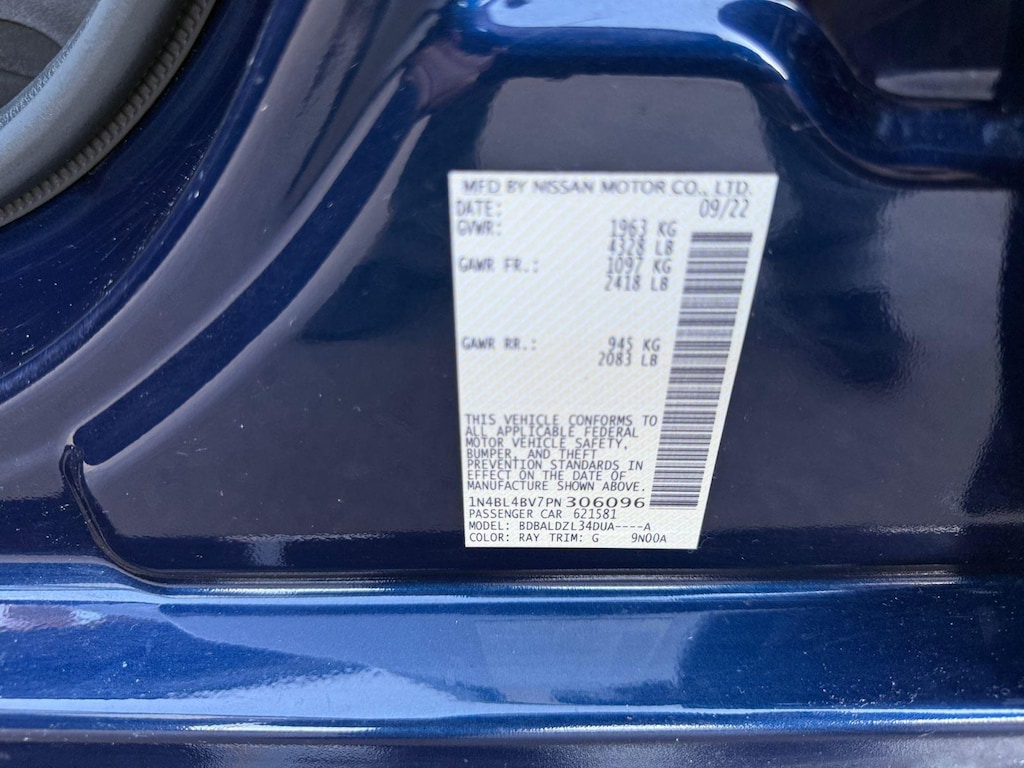 MFD BY NISSAN MOTOR CO., LTD.
DATE: 09/22
GVWR: 1963 KG
4328 LB
GAWR FR.: 1097 KG
2418 LB
GAWR RR.: 945 KG
2083 LB
THIS VEHICLE CONFORMS TO
ALL APPLICABLE FEDERAL
MOTOR VEHICLE SAFETY,
BUMPER, AND THEFT
PREVENTION STANDARDS IN
EFFECT ON THE DATE OF
MANUFACTURE SHOWN ABOVE.
1N4BL4BV7PN306096
PASSENGER CAR 621581
MODEL: BDBALDZL34DUA----A
COLOR: RAY TRIM: G 9N00A